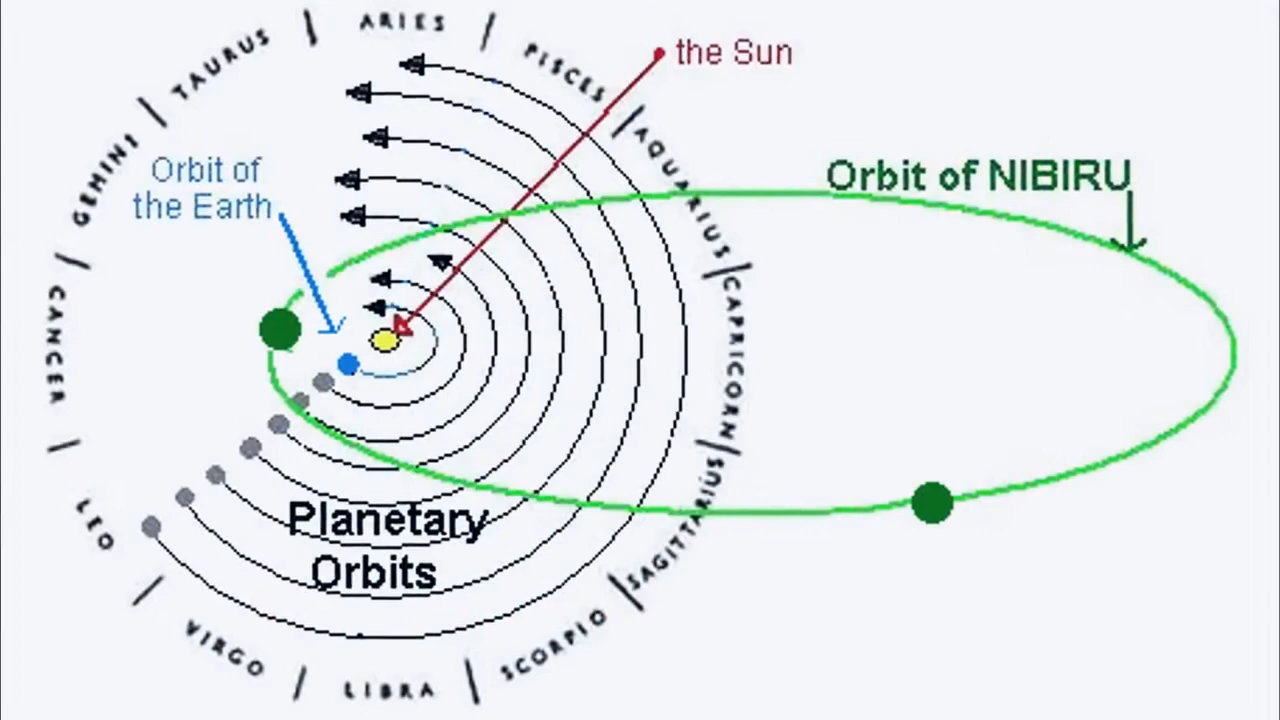 ARIES
PISCES
TAURUS
the Sun
AQUARIUS
GEMINI
Orbit of
the Earth
Orbit of NIBIRU
CANCER
CAPRICORN
LEO
Planetary
Orbits
SAGITTARIUS
VIRGO
SCORPIO
LIBRA